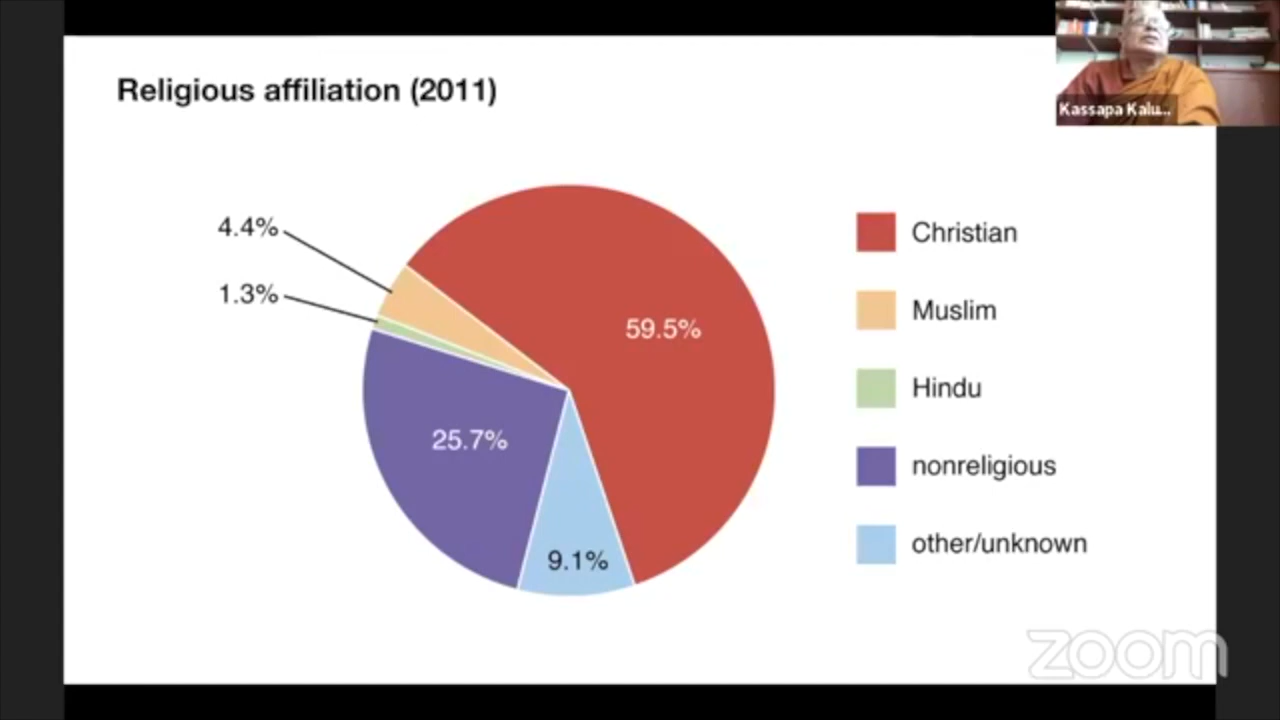 Religious affiliation (2011)
Kassapa Kalu...
4.4%
1.3%
59.5%
25.7%
9.1%
Christian
Muslim
Hindu
nonreligious
other/unknown
zoom